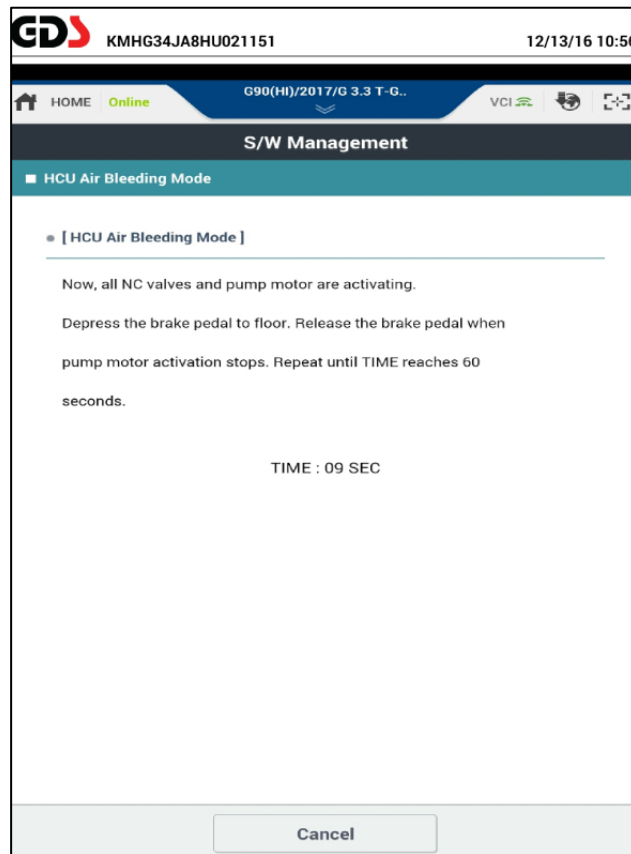 GDS
KMHG34JA8HU021151
12/13/16 10:56
HOME
Online
G90(HI)/2017/G 3.3 T-G..
VCI
S/W Management
HCU Air Bleeding Mode
[ HCU Air Bleeding Mode ]
Now, all NC valves and pump motor are activating.
Depress the brake pedal to floor. Release the brake pedal when
pump motor activation stops. Repeat until TIME reaches 60
seconds.
TIME : 09 SEC
Cancel